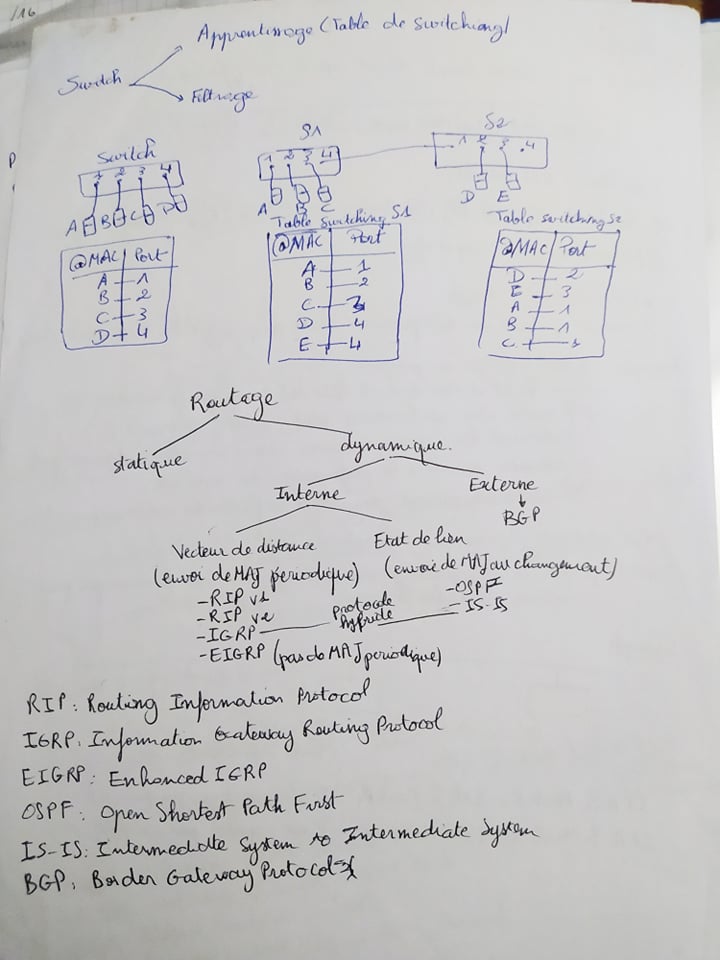 /16
Apprentissage (Table de switching)
Switch
Filtrage
Switch
1 2 3 4
A B C D
@MAC Port
A 1
B 2
C 3
D 4
S1
1 2 3 4
A B C
Table switching S1
@MAC Port
A 1
B 2
C 3
D 4
E 4
S2
1 2 3 4
D E
Table switching S2
@MAC Port
D 2
E 3
A 1
B 1
C 1
Routage
statique
dynamique.
Interne
Externe
BGP
Vecteur de distance
(envoi de MAJ periodique)
- RIP v1
- RIP v2
- IGRP
- EIGRP (pas de MAJ periodique)
protocole
hybride
Etat de lien
(envoie de MAJ au changement)
- OSPF
- IS-IS
RIP : Routing Information Protocol
IGRP : Information Gateway Routing Protocol
EIGRP : Enhanced IGRP
OSPF : Open Shortest Path First
IS-IS : Intermediate System to Intermediate System
BGP : Border Gateway Protocol